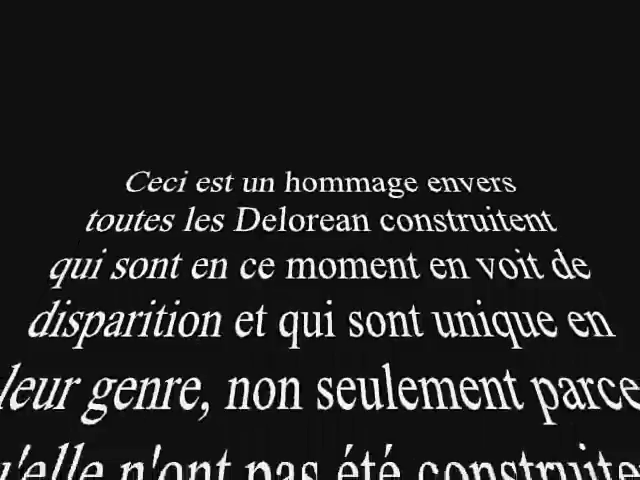 Ceci est un hommage envers
toutes les Delorean construitent
qui sont en ce moment en voit de
disparition et qui sont unique en
leur genre, non seulement parce
u'elle n'ont pas été construite